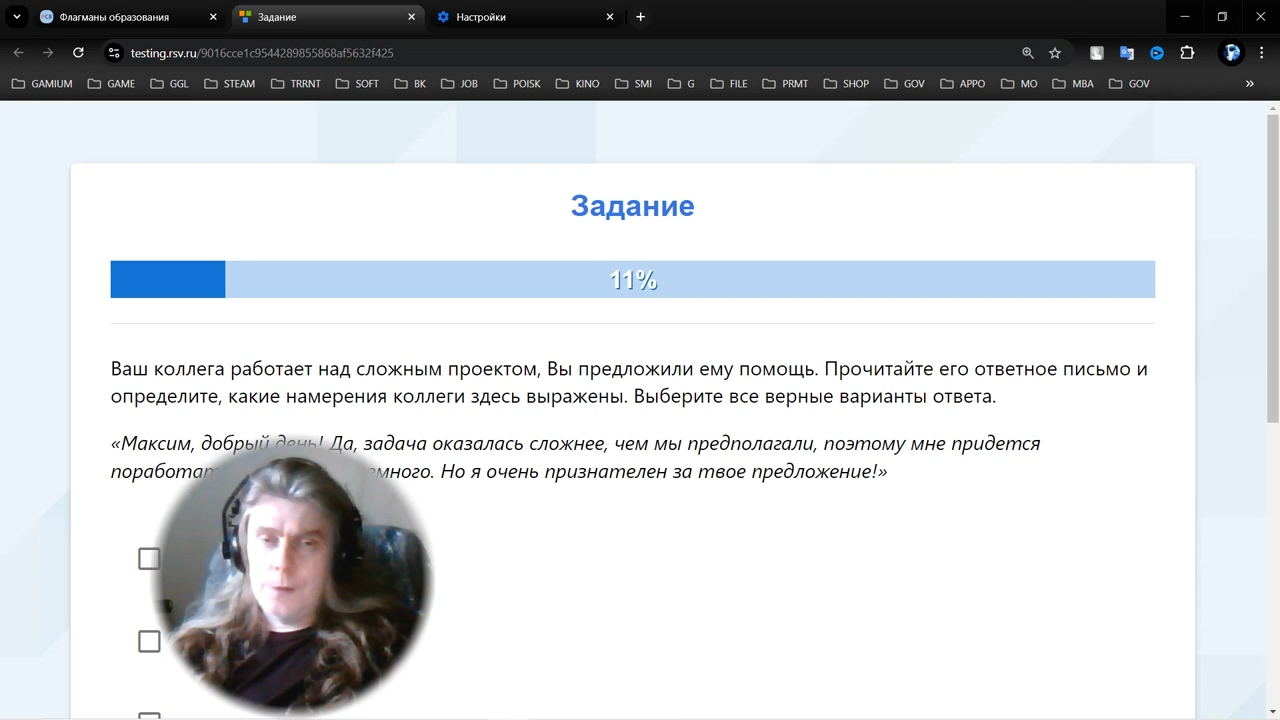 Флагманы образования
Задание
Настройки
testing.rsv.ru/9016cce1c9544289855868af5632f425
GAMIUM GAME GGL STEAM TRRNT SOFT BK JOB POISK KINO SMI G FILE PRMT SHOP GOV APPO MO MBA GOV »
Задание
11%
Ваш коллега работает над сложным проектом, Вы предложили ему помощь. Прочитайте его ответное письмо и
определите, какие намерения коллеги здесь выражены. Выберите все верные варианты ответа.
«Максим, добрый день! Да, задача оказалась сложнее, чем мы предполагали, поэтому мне придется
емного. Но я очень признателен за твое предложение!»